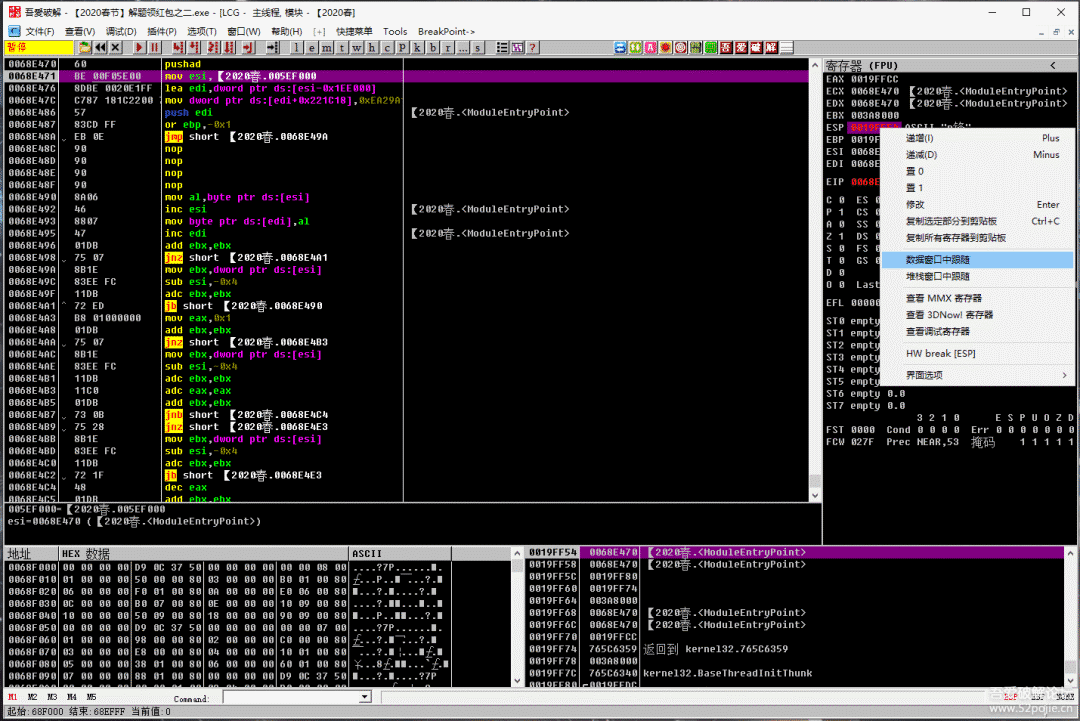 吾爱破解 - 【2020春节】解题领红包之二.exe - [LCG - 主线程, 模块 - 【2020春]
文件(F) 查看(V) 调试(D) 插件(P) 选项(T) 窗口(W) 帮助(H) [+] 快捷菜单 Tools BreakPoint->
暂停 l e m t w h c P k b r ... s
0068E470 60 pushad
0068E471 BE 00F05E00 mov esi,【2020春.005EF000
0068E476 8DBE 0020E1FF lea edi,dword ptr ds:[esi-0x1EE000]
0068E47C C787 181C2200 mov dword ptr ds:[edi+0x221C18],0xEA29A
0068E486 57 push edi 【2020春.<ModuleEntryPoint>
0068E487 83CD FF or ebp,-0x1
0068E48A EB 0E jmp short 【2020春.0068E49A
0068E48C 90 nop
0068E48D 90 nop
0068E48E 90 nop
0068E48F 90 nop
0068E490 8A06 mov al,byte ptr ds:[esi]
0068E492 46 inc esi 【2020春.<ModuleEntryPoint>
0068E493 8807 mov byte ptr ds:[edi],al
0068E495 47 inc edi 【2020春.<ModuleEntryPoint>
0068E496 01DB add ebx,ebx
0068E498 75 07 jnz short 【2020春.0068E4A1
0068E49A 8B1E mov ebx,dword ptr ds:[esi]
0068E49C 83EE FC sub esi,-0x4
0068E49F 11DB adc ebx,ebx
0068E4A1 72 ED jb short 【2020春.0068E490
0068E4A3 B8 01000000 mov eax,0x1
0068E4A8 01DB add ebx,ebx
0068E4AA 75 07 jnz short 【2020春.0068E4B3
0068E4AC 8B1E mov ebx,dword ptr ds:[esi]
0068E4AE 83EE FC sub esi,-0x4
0068E4B1 11DB adc ebx,ebx
0068E4B3 11C0 adc eax,eax
0068E4B5 01DB add ebx,ebx
0068E4B7 73 0B jnb short 【2020春.0068E4C4
0068E4B9 75 28 jnz short 【2020春.0068E4E3
0068E4BB 8B1E mov ebx,dword ptr ds:[esi]
0068E4BD 83EE FC sub esi,-0x4
0068E4C0 11DB adc ebx,ebx
0068E4C2 72 1F jb short 【2020春.0068E4E3
0068E4C4 48 dec eax
0068E4C5 01DB add ebx,ebx
005EF000=【2020春.005EF000
esi=0068E470 (【2020春.<ModuleEntryPoint>)
寄存器 (FPU)
EAX 0019FFCC
ECX 0068E470 【2020春.<ModuleEntryPoint>
EDX 0068E470 【2020春.<ModuleEntryPoint>
EBX 003A8000
ESP
EBP 0019F
ESI 0068E
EDI 0068E
EIP 0068E
C 0 ES 0
P 1 CS 0
A 0 SS 0
Z 1 DS 0
S 0 FS 0
T 0 GS 0
D 0
O 0 Last
EFL 00000
ST0 empty
ST1 empty
ST2 empty
ST3 empty
ST4 empty
ST5 empty
ST6 empty 0.0
ST7 empty 0.0
3 2 1 0 E S P U O Z D
FST 0000 Cond 0 0 0 0 Err 0 0 0 0 0 0 0
FCW 027F Prec NEAR,53 掩码 1 1 1 1 1
递增(I) Plus
递减(D) Minus
置 0
置 1
修改 Enter
复制选定部分到剪贴板 Ctrl+C
复制所有寄存器到剪贴板
数据窗口中跟随
堆栈窗口中跟随
查看 MMX 寄存器
查看 3DNow! 寄存器
查看调试寄存器
HW break [ESP]
界面选项
地址 HEX 数据 ASCII
0068F000 00 00 00 00 D9 0C 37 50 00 00 00 00 00 00 08 00
0068F010 01 00 00 00 50 00 00 80 03 00 00 00 B0 01 00 80
0068F020 06 00 00 00 F0 01 00 80 0A 00 00 00 E0 06 00 80
0068F030 0C 00 00 00 B0 07 00 80 0E 00 00 00 10 09 00 80
0068F040 10 00 00 00 50 09 00 80 18 00 00 00 90 09 00 80
0068F050 00 00 00 00 D9 0C 37 50 00 00 00 00 00 00 07 00
0068F060 01 00 00 00 98 00 00 80 02 00 00 00 C0 00 00 80
0068F070 03 00 00 00 E8 00 00 80 04 00 00 00 10 01 00 80
0068F080 05 00 00 00 38 01 00 80 06 00 00 00 60 01 00 80
0068F090 07 00 00 00 88 01 00 80 00 00 00 00 D9 0C 37 50
0019FF54 0068E470 【2020春.<ModuleEntryPoint>
0019FF58 0068E470 【2020春.<ModuleEntryPoint>
0019FF5C 0019FF80
0019FF60 0019FF74
0019FF64 003A8000
0019FF68 0068E470 【2020春.<ModuleEntryPoint>
0019FF6C 0068E470 【2020春.<ModuleEntryPoint>
0019FF70 0019FFCC
0019FF74 765C6359 返回到 kernel32.765C6359
0019FF78 003A8000
0019FF7C 765C6340 kernel32.BaseThreadInitThunk
0019FF80 0019FFDC
M1 M2 M3 M4 M5 Command:
起始:68F000 结束:68EFFF 当前值:0
吾爱破解论坛
www.52pojie.cn